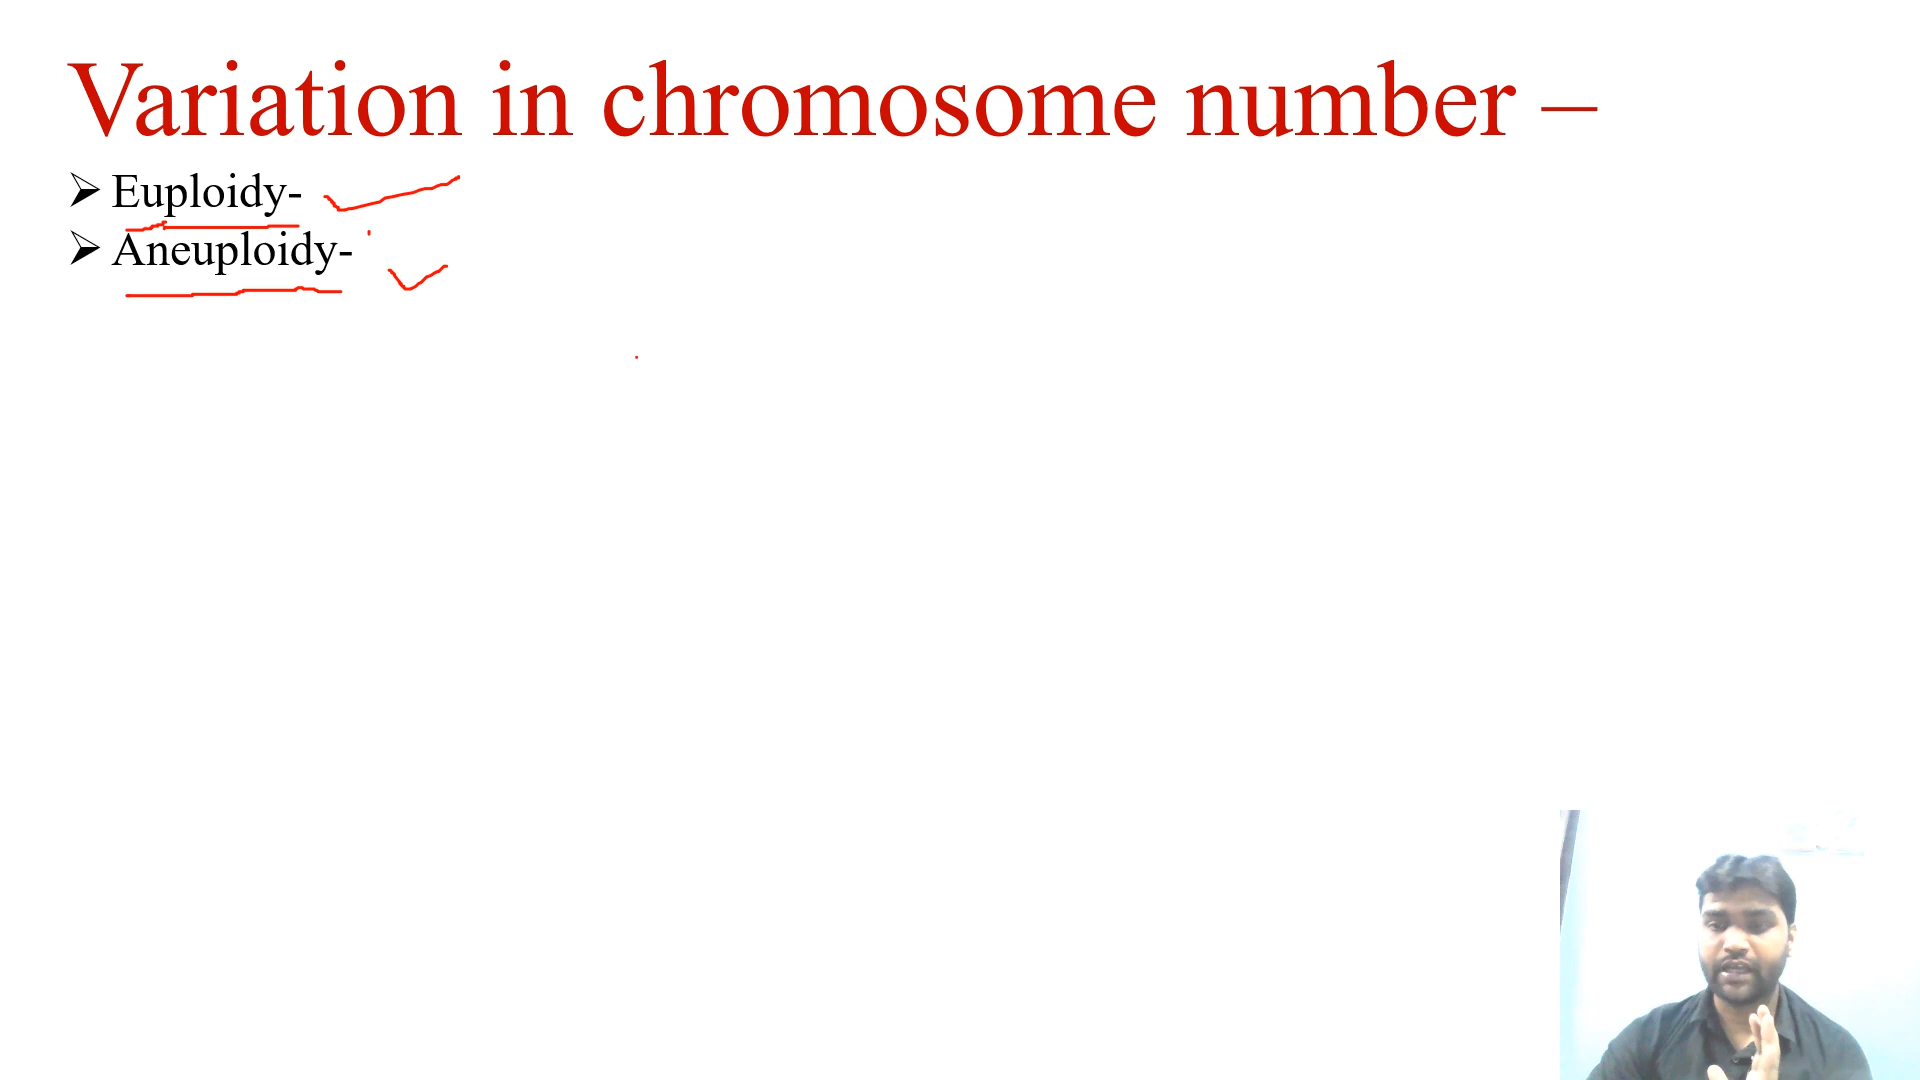 Variation in chromosome number –
➢ Euploidy-
➢ Aneuploidy-